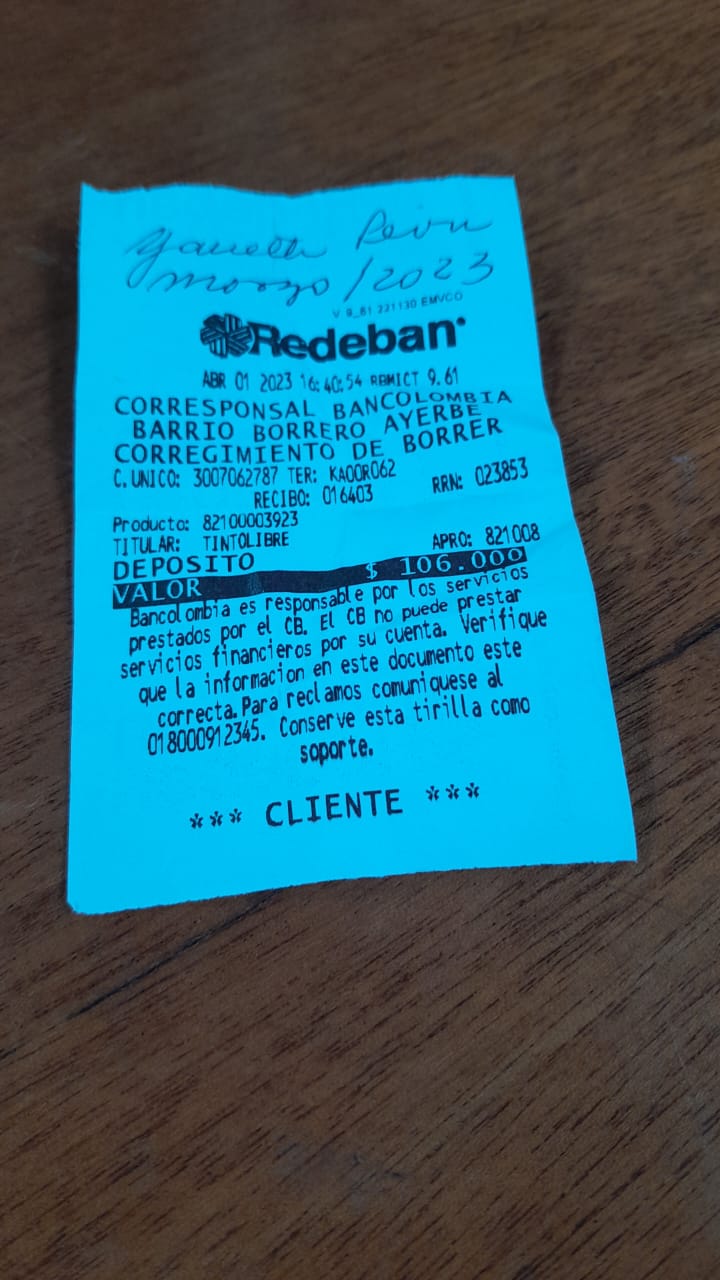 Marzo /2023
V 9_61 221130 EMVCO
Redeban
ABR 01 2023 16:40:54 RBMICT 9.61
CORRESPONSAL BANCOLOMBIA
BARRIO BORRERO AYERBE
CORREGIMIENTO DE BORRER
C.UNICO: 3007062787 TER: KAOOR062
RECIBO: 016403 RRN: 023853
Producto: 82100003923
TITULAR: TINTOLIBRE APRO: 821008
DEPOSITO
VALOR $ 106.000
Bancolombia es responsable por los servicios
prestados por el CB. El CB no puede prestar
servicios financieros por su cuenta. Verifique
que la informacion en este documento este
correcta.Para reclamos comuniquese al
018000912345. Conserve esta tirilla como
soporte.
*** CLIENTE ***